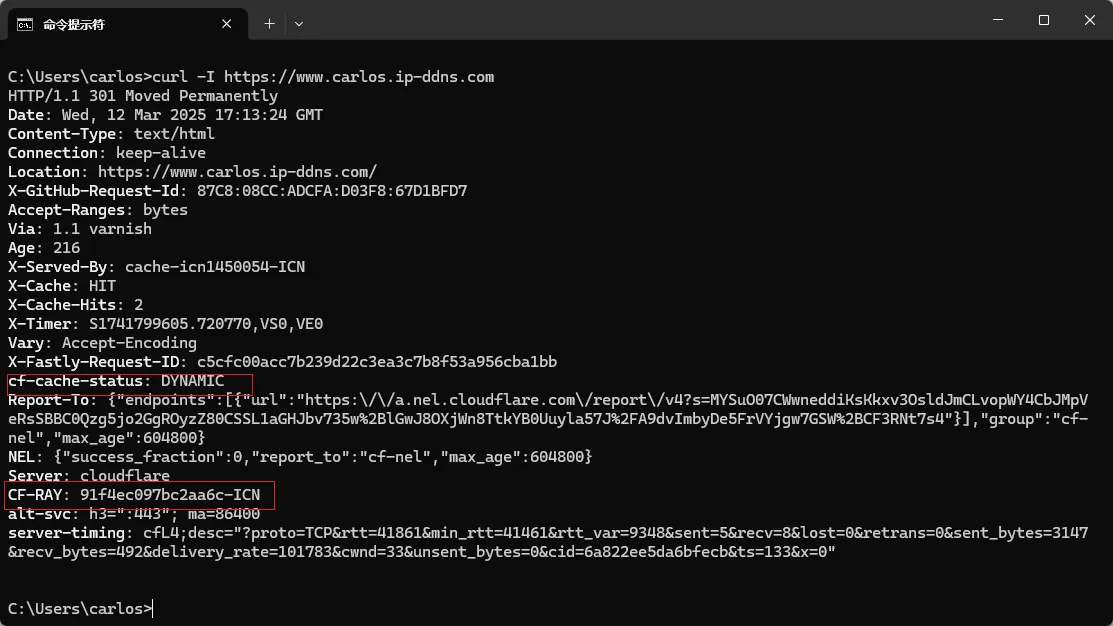 命令提示符
C:\Users\carlos>curl -I https://www.carlos.ip-ddns.com
HTTP/1.1 301 Moved Permanently
Date: Wed, 12 Mar 2025 17:13:24 GMT
Content-Type: text/html
Connection: keep-alive
Location: https://www.carlos.ip-ddns.com/
X-GitHub-Request-Id: 87C8:08CC:ADCFA:D03F8:67D1BFD7
Accept-Ranges: bytes
Via: 1.1 varnish
Age: 216
X-Served-By: cache-icn1450054-ICN
X-Cache: HIT
X-Cache-Hits: 2
X-Timer: S1741799605.720770,VS0,VE0
Vary: Accept-Encoding
X-Fastly-Request-ID: c5cfc00acc7b239d22c3ea3c7b8f53a956cba1bb
cf-cache-status: DYNAMIC
Report-To: {"endpoints":[{"url":"https:\/\/a.nel.cloudflare.com\/report\/v4?s=MYSuO07CWwneddiKsKkxv3OsldJmCLvopWY4CbJMpV
eRsSBBC0Qzg5jo2GgROyzZ80CSSL1aGHJbv735w%2BlGwJ8OXjWn8TtkYB0Uuyla57J%2FA9dvImbyDe5FrVYjgw7GSW%2BCF3RNt7s4"}],"group":"cf-
nel","max_age":604800}
NEL: {"success_fraction":0,"report_to":"cf-nel","max_age":604800}
Server: cloudflare
CF-RAY: 91f4ec097bc2aa6c-ICN
alt-svc: h3=":443"; ma=86400
server-timing: cfL4;desc="?proto=TCP&rtt=41861&min_rtt=41461&rtt_var=9348&sent=5&recv=8&lost=0&retrans=0&sent_bytes=3147
&recv_bytes=492&delivery_rate=101783&cwnd=33&unsent_bytes=0&cid=6a822ee5da6bfecb&ts=133&x=0"
C:\Users\carlos>